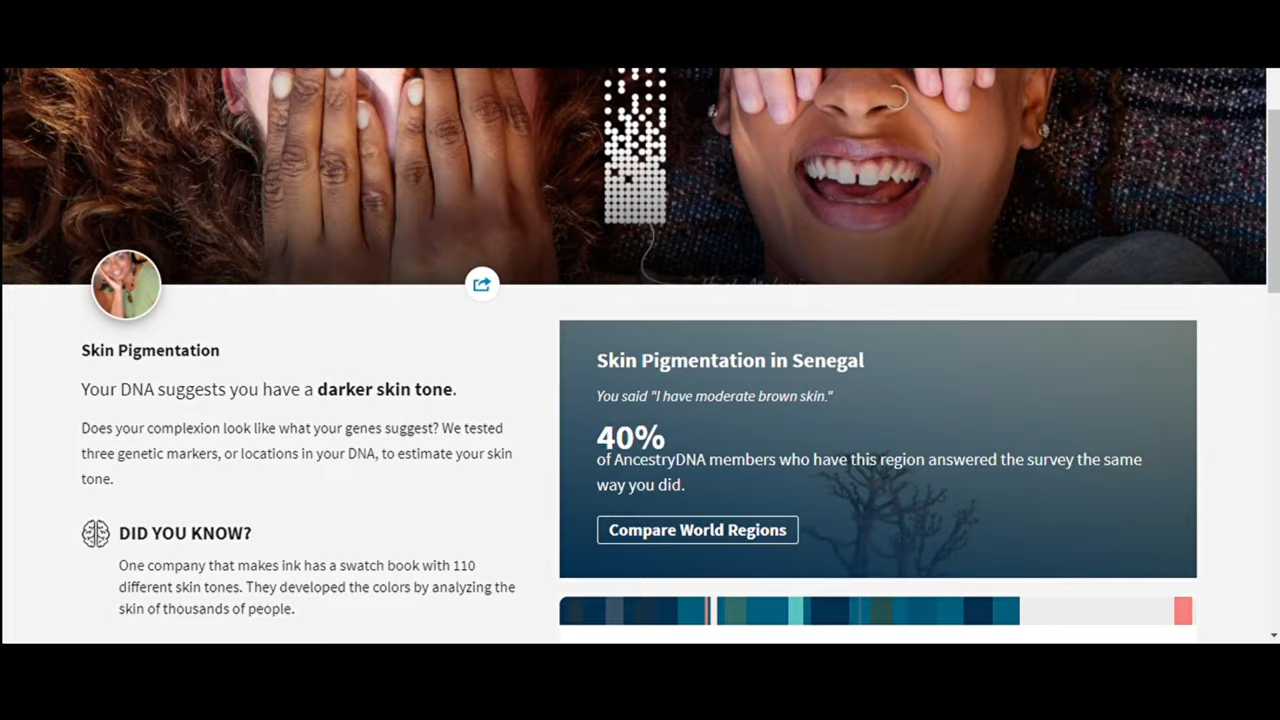 Skin Pigmentation
Your DNA suggests you have a darker skin tone.
Does your complexion look like what your genes suggest? We tested
three genetic markers, or locations in your DNA, to estimate your skin
tone.
DID YOU KNOW?
One company that makes ink has a swatch book with 110
different skin tones. They developed the colors by analyzing the
skin of thousands of people.
Skin Pigmentation in Senegal
You said "I have moderate brown skin."
40%
of AncestryDNA members who have this region answered the survey the same
way you did.
Compare World Regions